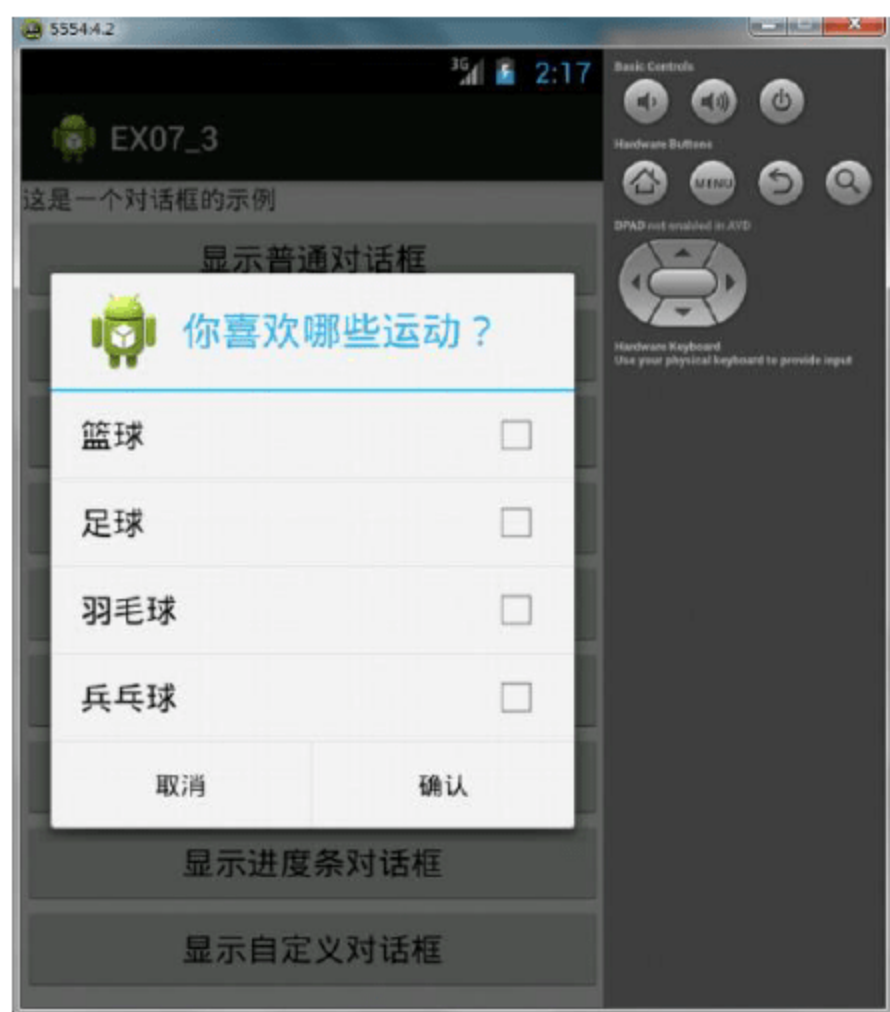 5554:4.2
3G 2:17
EX07_3
这是一个对话框的示例
显示普通对话框
你喜欢哪些运动？
篮球
足球
羽毛球
兵乓球
取消
确认
显示进度条对话框
显示自定义对话框
Basic Controls
Hardware Buttons
MENU
DPAD not enabled in AVD
Hardware Keyboard
Use your physical keyboard to provide input